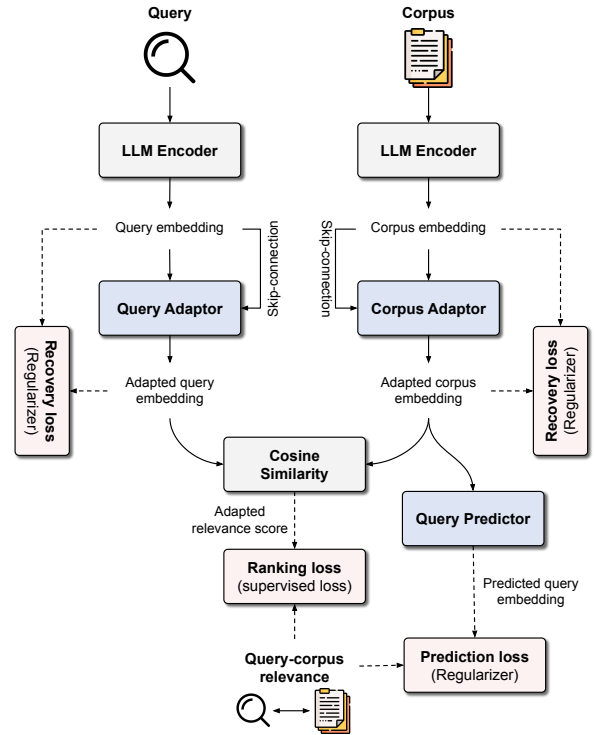 Query
Corpus
LLM Encoder
LLM Encoder
Query embedding
Skip-connection
Skip-connection
Corpus embedding
Query Adaptor
Corpus Adaptor
Recovery loss
(Regularizer)
Adapted query
embedding
Adapted corpus
embedding
Recovery loss
(Regularizer)
Cosine
Similarity
Query Predictor
Adapted
relevance score
Ranking loss
(supervised loss)
Predicted query
embedding
Query-corpus
relevance
Prediction loss
(Regularizer)